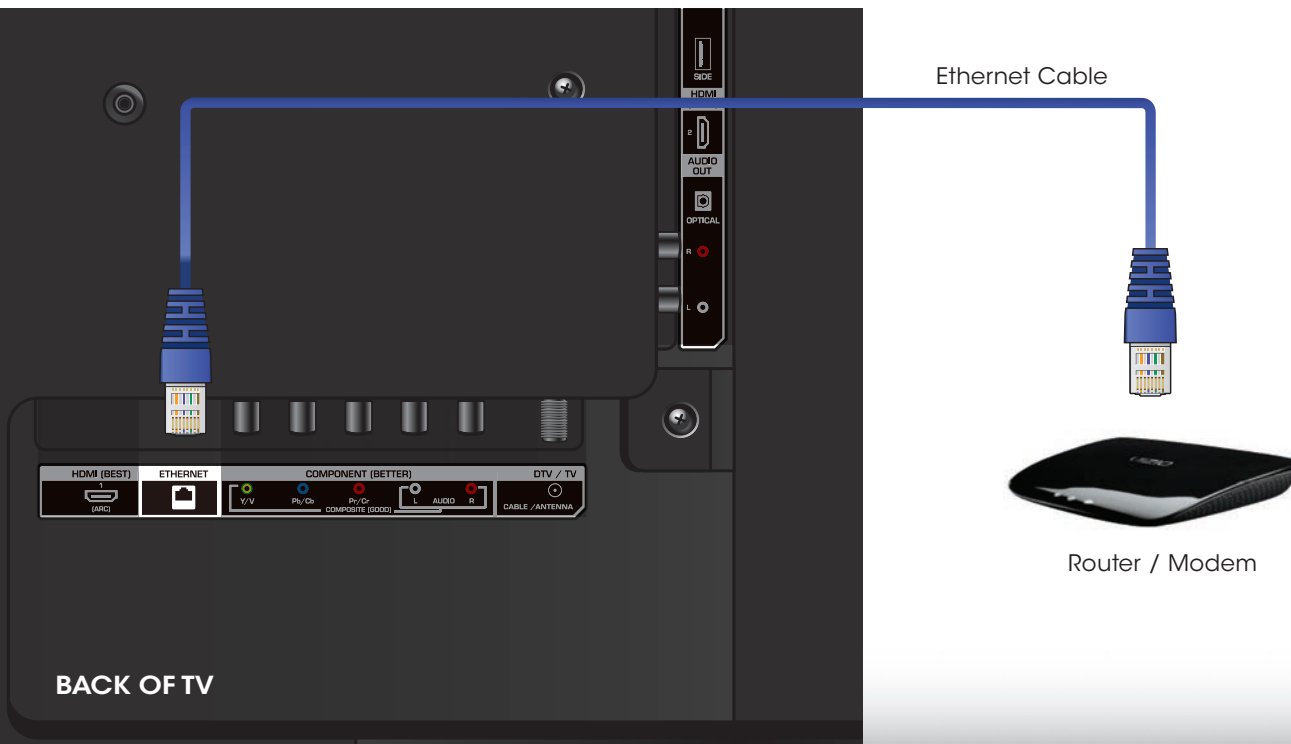 SIDE
HDMI
2
AUDIO
OUT
OPTICAL
R
L
Ethernet Cable
HDMI (BEST)
1
(ARC)
ETHERNET
COMPONENT (BETTER)
Y/V
Pb/Cb
Pr/Cr
L
AUDIO
R
COMPOSITE (GOOD)
DTV / TV
CABLE / ANTENNA
VIZIO
Router / Modem
BACK OF TV